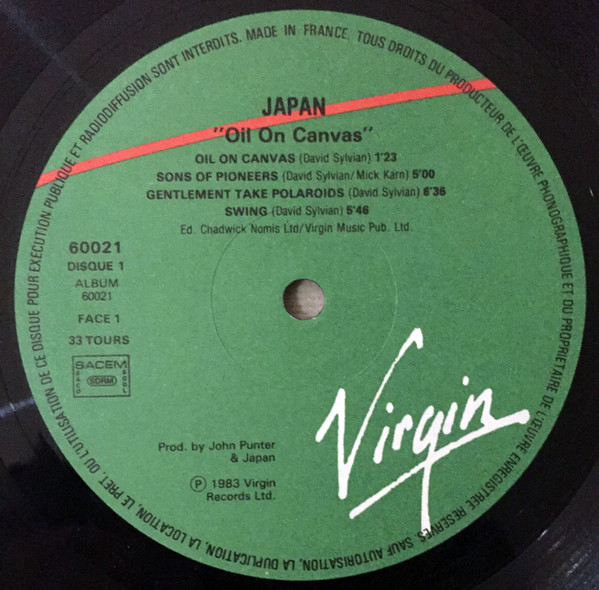 TOUS DROITS DU PRODUCTEUR DE L'ŒUVRE PHONOGRAPHIQUE ET DU PROPRIETAIRE DE L'ŒUVRE ENREGISTREE RESERVES. SAUF AUTORISATION, LA DUPLICATION, LA LOCATION, LE PRET, OU L'UTILISATION DE CE DISQUE POUR EXECUTION PUBLIQUE ET RADIODIFFUSION SONT INTERDITS. MADE IN FRANCE.
JAPAN
"Oil On Canvas"
OIL ON CANVAS (David Sylvian) 1'23
SONS OF PIONEERS (David Sylvian/Mick Karn) 5'00
GENTLEMENT TAKE POLAROIDS (David Sylvian) 6'36
SWING (David Sylvian) 5'46
Ed. Chadwick Nomis Ltd/Virgin Music Pub. Ltd.
60021
DISQUE 1
ALBUM
60021
FACE 1
33 TOURS
SACEM
SACD
SDRM
SGDL
Virgin
Prod. by John Punter
& Japan
Ⓟ 1983 Virgin
Records Ltd.